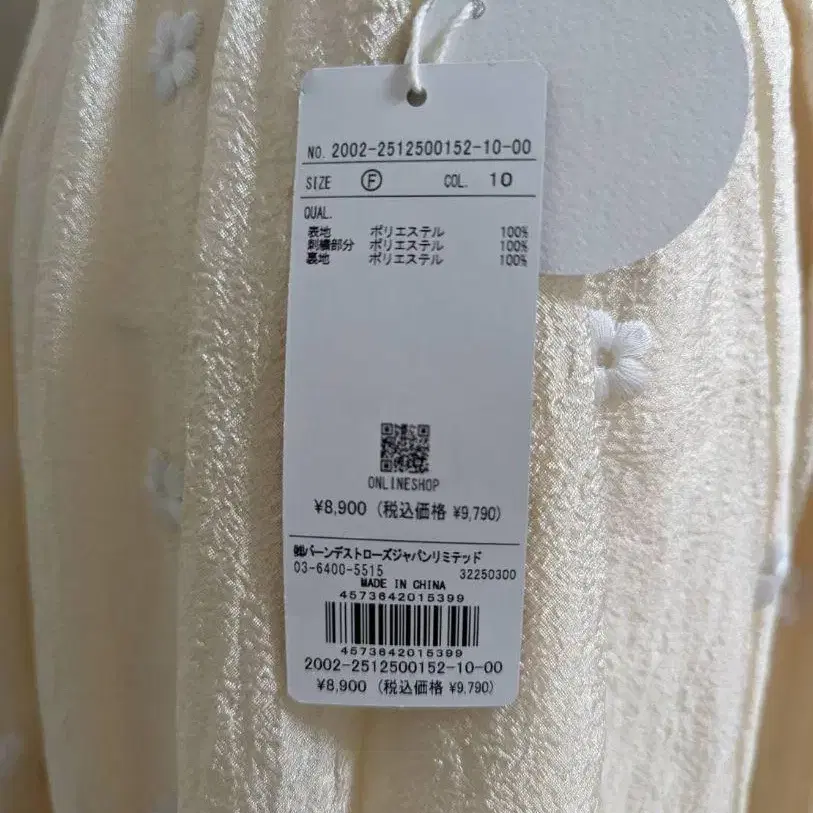 NO. 2002-2512500152-10-00
SIZE Ⓕ COL. 10
QUAL.
表地 ポリエステル 100%
刺繍部分 ポリエステル 100%
裏地 ポリエステル 100%
ONLINESHOP
¥8,900 (税込価格 ¥9,790)
㈱バーンデストローズジャパンリミテッド
03-6400-5515 32250300
MADE IN CHINA
4573642015399
4573642015399
2002-2512500152-10-00
¥8,900 (税込価格 ¥9,790)